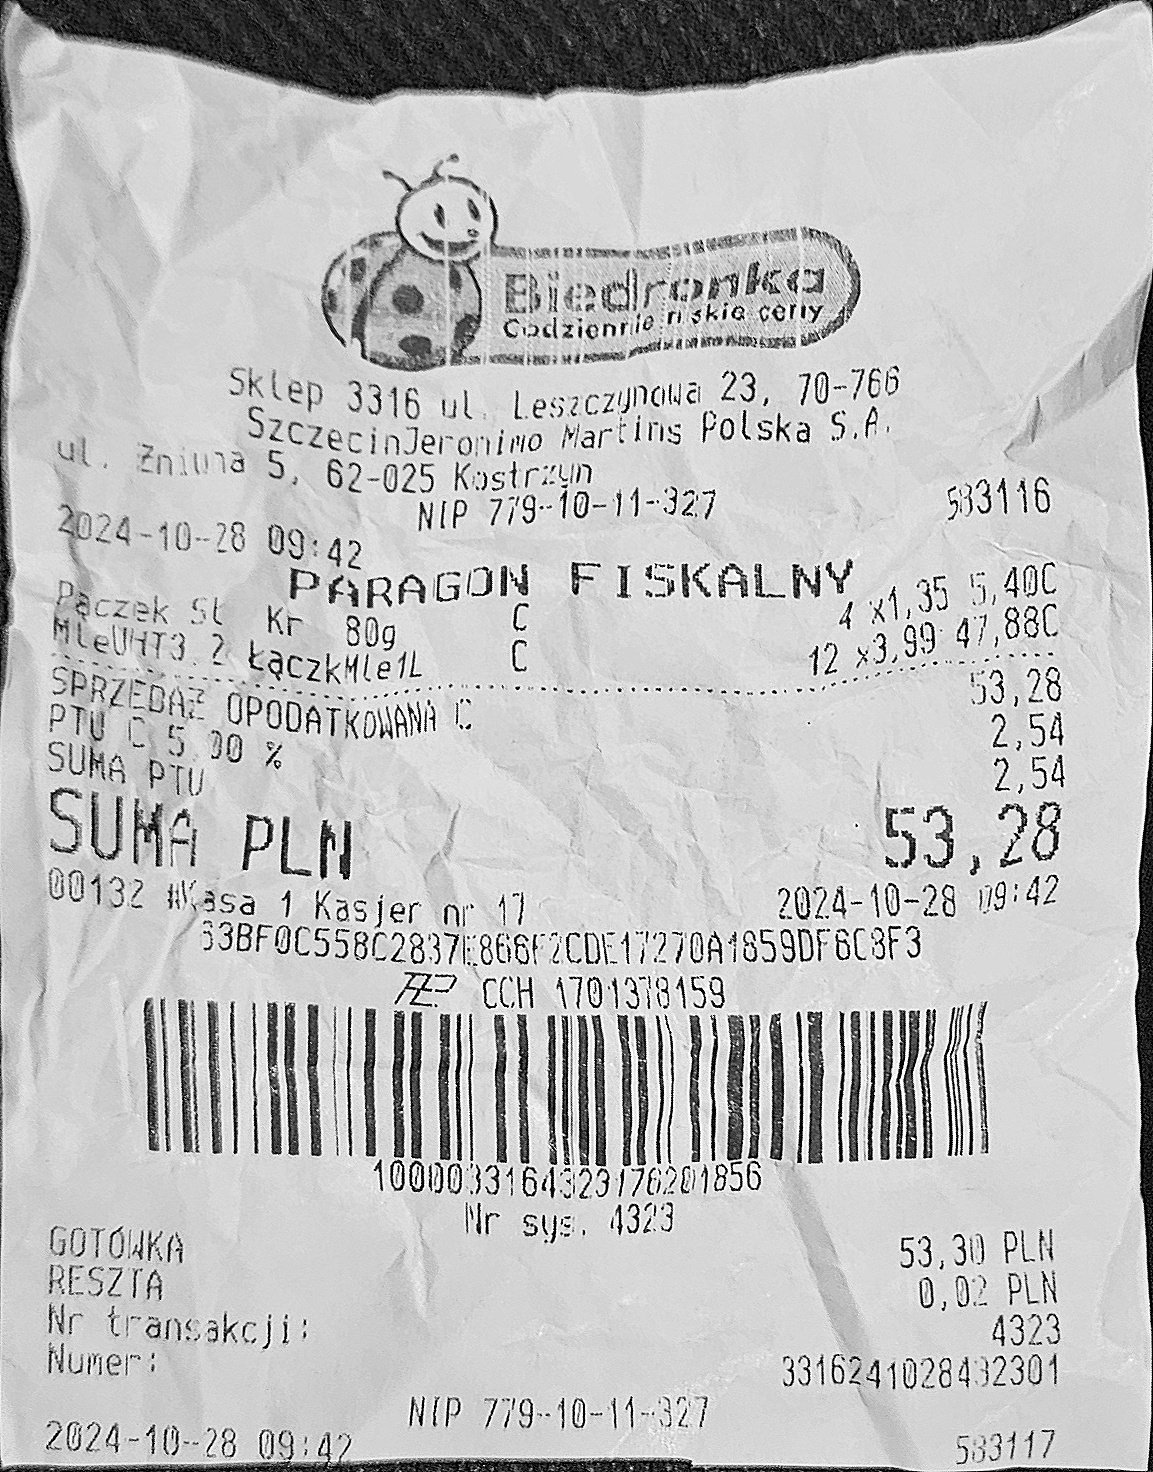 Biedronka
Codziennie niskie ceny
Sklep 3316 ul. Leszczynowa 23, 70-766
SzczecinJeronimo Martins Polska S.A.
ul. Żniwna 5, 62-025 Kostrzyn
NIP 779-10-11-327
2024-10-28 09:42 583116
PARAGON FISKALNY
Pączek St Kr 80g C 4 x1,35 5,40C
MleUHT3.2 ŁączkMle1L C 12 x3,99 47,88C
SPRZEDAŻ OPODATKOWANA C 53,28
PTU C 5,00 % 2,54
SUMA PTU 2,54
SUMA PLN 53,28
00132 #Kasa 1 Kasjer nr 17 2024-10-28 09:42
CCH 1701378159
Nr sys. 4323
GOTÓWKA 53,30 PLN
RESZTA 0,02 PLN
Nr transakcji: 4323
Numer: 3316241028432301
NIP 779-10-11-327
2024-10-28 09:42 583117